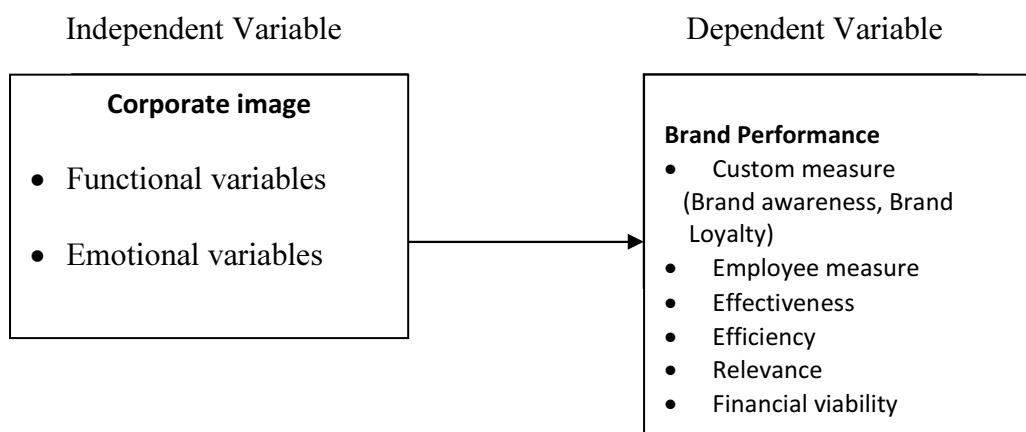 Independent Variable
Dependent Variable
Corporate image
• Functional variables
• Emotional variables
Brand Performance
• Custom measure
(Brand awareness, Brand
Loyalty)
• Employee measure
• Effectiveness
• Efficiency
• Relevance
• Financial viability